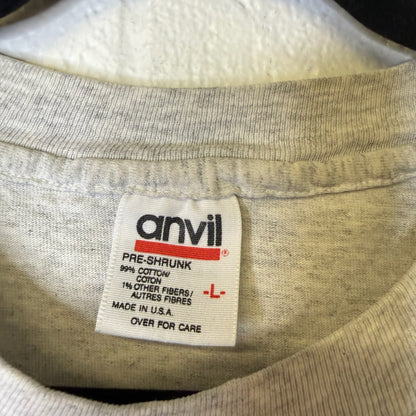 anvil®
PRE-SHRUNK
99% COTTON/
COTON
1% OTHER FIBERS/
AUTRES FIBRES
-L-
MADE IN U.S.A.
OVER FOR CARE